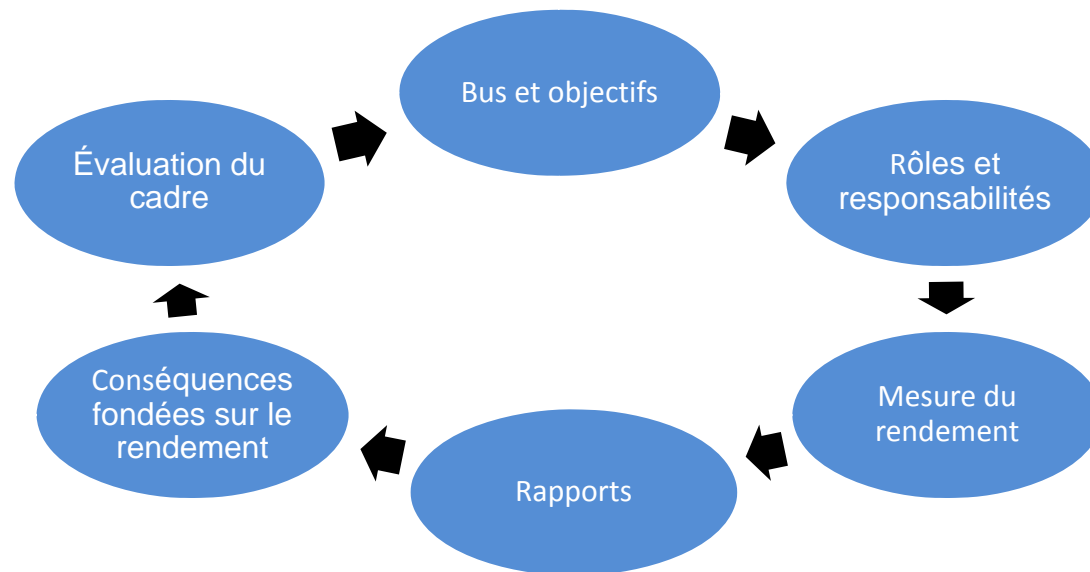 Bus et objectifs
Rôles et
responsabilités
Mesure du
rendement
Rapports
Conséquences
fondées sur le
rendement
Évaluation du
cadre